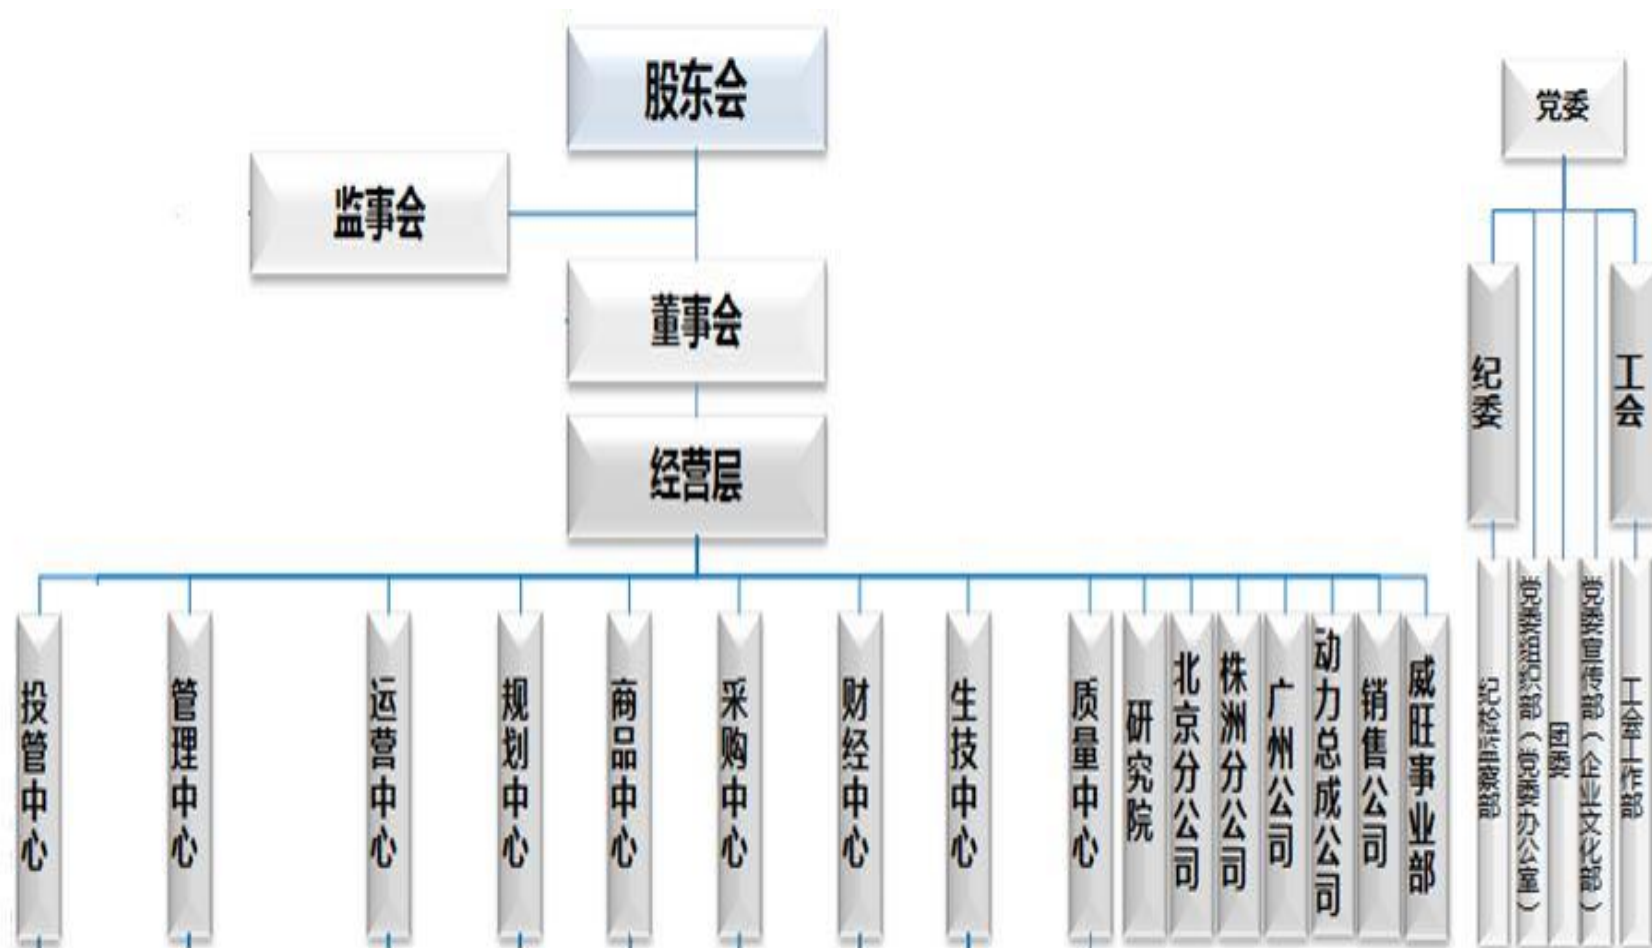 股东会
党委
监事会
董事会
经营层
纪委
工会
投管中心
管理中心
运营中心
规划中心
商品中心
采购中心
财经中心
生技中心
质量中心
研究院
北京分公司
株洲分公司
广州公司
动力总成公司
销售公司
威旺事业部
纪检监察部
党委组织部（党委办公室）
团委
党委宣传部（企业文化部）
工会工作部